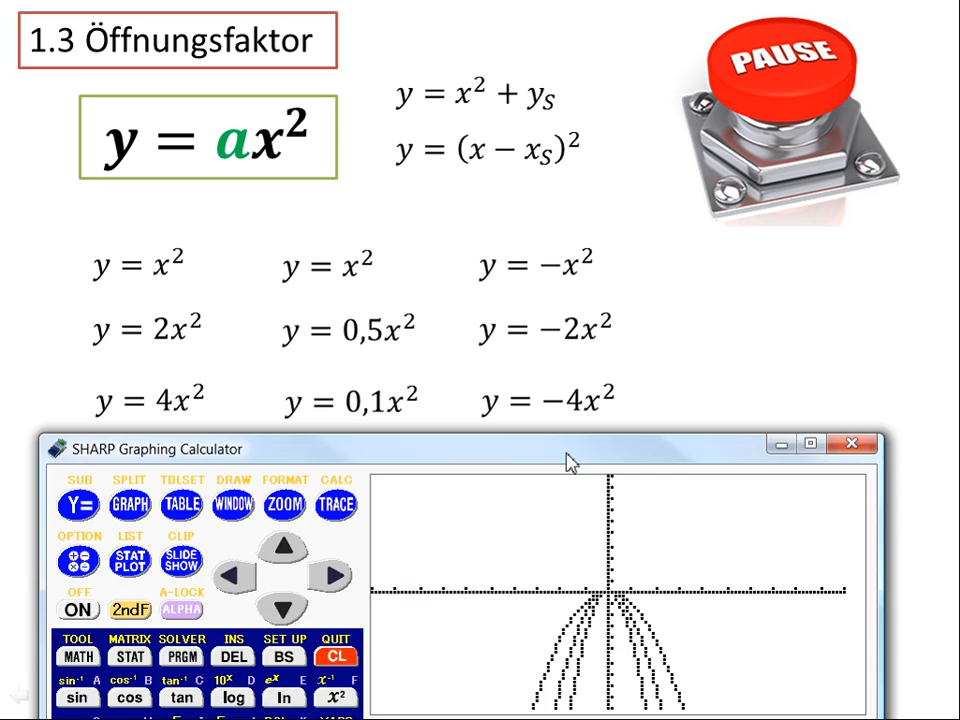 1.3 Öffnungsfaktor
PAUSE
y = x² + y_S
y = ax²
y = (x − x_S)²
y = x² y = x² y = −x²
y = 2x² y = 0,5x² y = −2x²
y = 4x² y = 0,1x² y = −4x²
SHARP Graphing Calculator
SUB SPLIT TBLSET DRAW FORMAT CALC
Y= GRAPH TABLE WINDOW ZOOM TRACE
OPTION LIST CLIP
STAT PLOT SLIDE SHOW
OFF A-LOCK
ON 2ndF ALPHA
TOOL MATRIX SOLVER INS SET UP QUIT
MATH STAT PRGM DEL BS CL
sin⁻¹ A cos⁻¹ B tan⁻¹ C 10ˣ D eˣ E x⁻¹ F
sin cos tan log ln x²